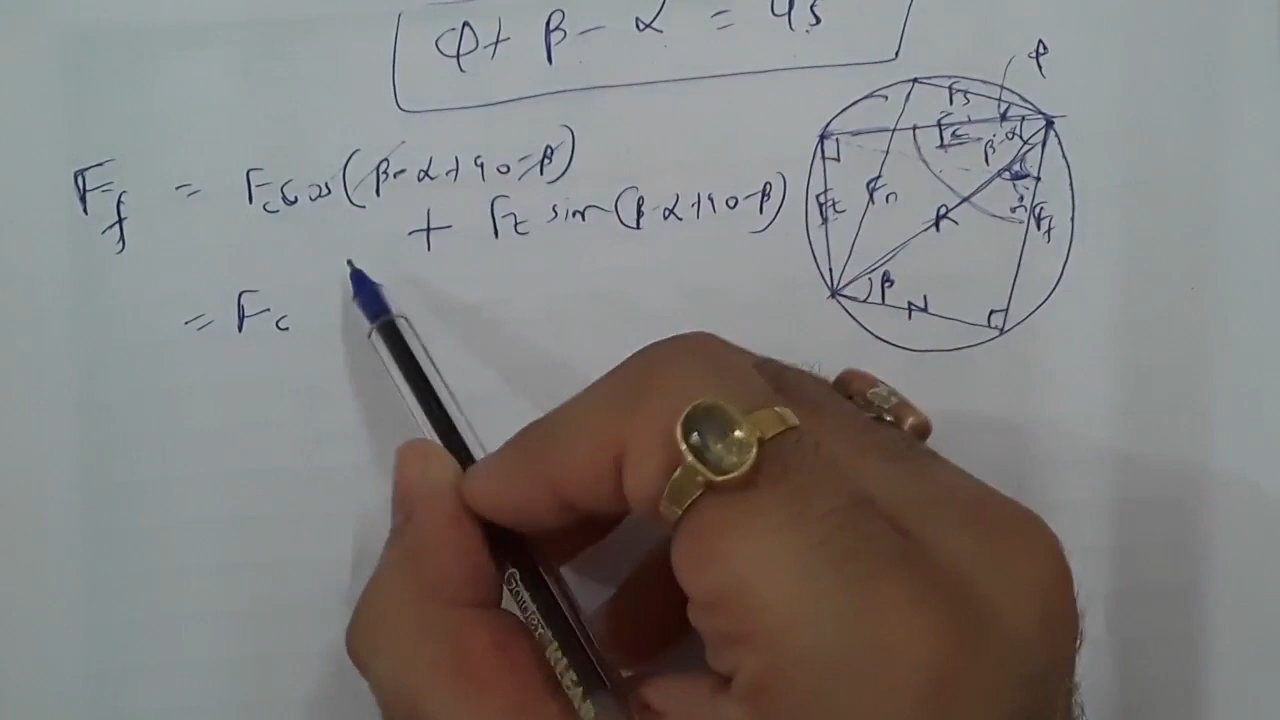 φ + β - α = 45
F_f = F_c cos(β-α+90-β)
+ F_t sin(β-α+90-β)
= F_c
φ
F_s
F_c
β-α
F_t
F_n
R
F_f
β
N